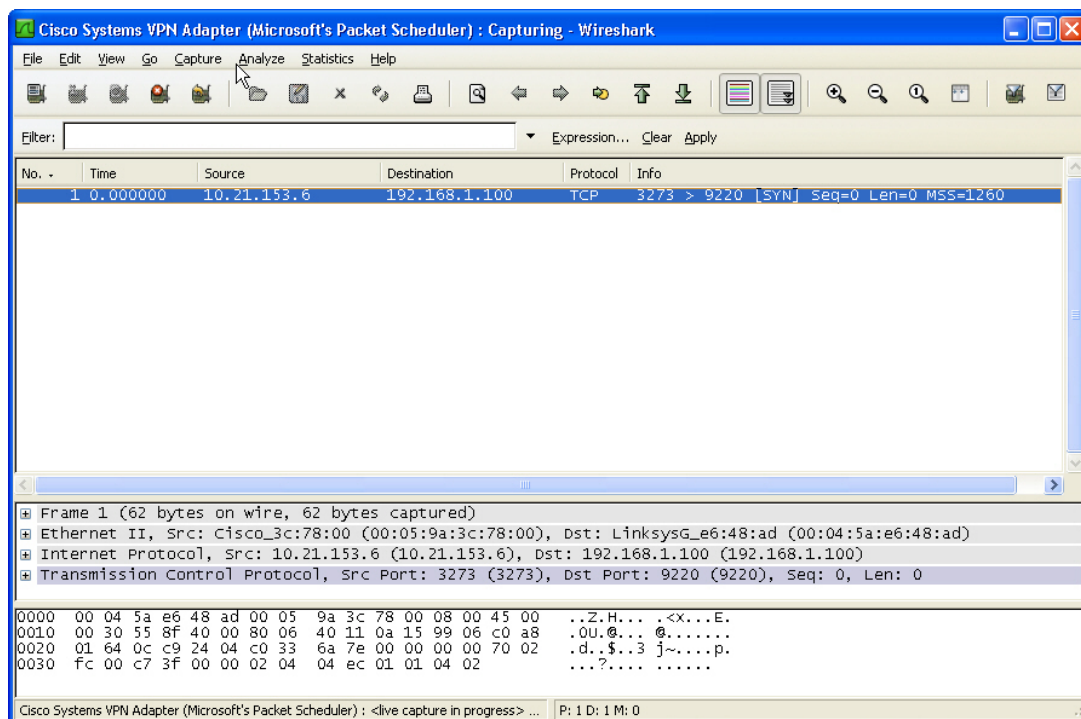 Cisco Systems VPN Adapter (Microsoft's Packet Scheduler) : Capturing - Wireshark
File Edit View Go Capture Analyze Statistics Help
Filter: Expression... Clear Apply
No. Time Source Destination Protocol Info
1 0.000000 10.21.153.6 192.168.1.100 TCP 3273 > 9220 [SYN] Seq=0 Len=0 MSS=1260
Frame 1 (62 bytes on wire, 62 bytes captured)
Ethernet II, Src: Cisco_3c:78:00 (00:05:9a:3c:78:00), Dst: LinksysG_e6:48:ad (00:04:5a:e6:48:ad)
Internet Protocol, Src: 10.21.153.6 (10.21.153.6), Dst: 192.168.1.100 (192.168.1.100)
Transmission Control Protocol, Src Port: 3273 (3273), Dst Port: 9220 (9220), Seq: 0, Len: 0
0000 00 04 5a e6 48 ad 00 05 9a 3c 78 00 08 00 45 00 ..Z.H... .<x...E.
0010 00 30 55 8f 40 00 80 06 40 11 0a 15 99 06 c0 a8 .0U.@... @.......
0020 01 64 0c c9 24 04 c0 33 6a 7e 00 00 00 00 70 02 .d..$..3 j~....p.
0030 fc 00 c7 3f 00 00 02 04 04 ec 01 01 04 02 ...?.... ......
Cisco Systems VPN Adapter (Microsoft's Packet Scheduler) : <live capture in progress> ... P: 1 D: 1 M: 0